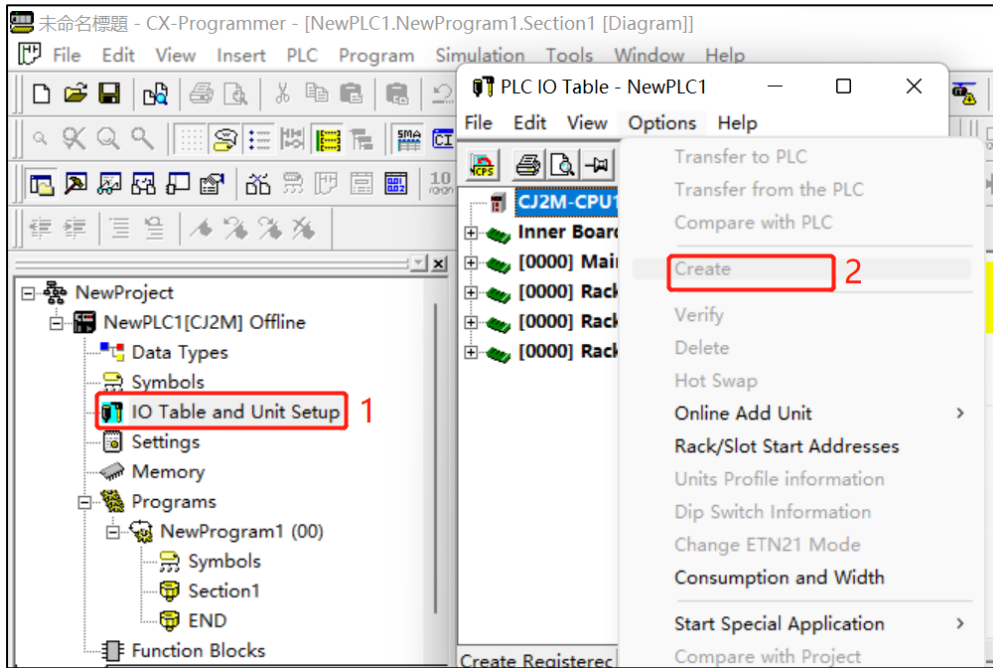 未命名標題 - CX-Programmer - [NewPLC1.NewProgram1.Section1 [Diagram]]
File Edit View Insert PLC Program Simulation Tools Window Help
NewProject
NewPLC1[CJ2M] Offline
Data Types
Symbols
IO Table and Unit Setup 1
Settings
Memory
Programs
NewProgram1 (00)
Symbols
Section1
END
Function Blocks
PLC IO Table - NewPLC1
File Edit View Options Help
CJ2M-CPU1
Inner Board
[0000] Mai
[0000] Rack
[0000] Rack
[0000] Rack
Create Registerec
Transfer to PLC
Transfer from the PLC
Compare with PLC
Create 2
Verify
Delete
Hot Swap
Online Add Unit
Rack/Slot Start Addresses
Units Profile information
Dip Switch Information
Change ETN21 Mode
Consumption and Width
Start Special Application
Compare with Project